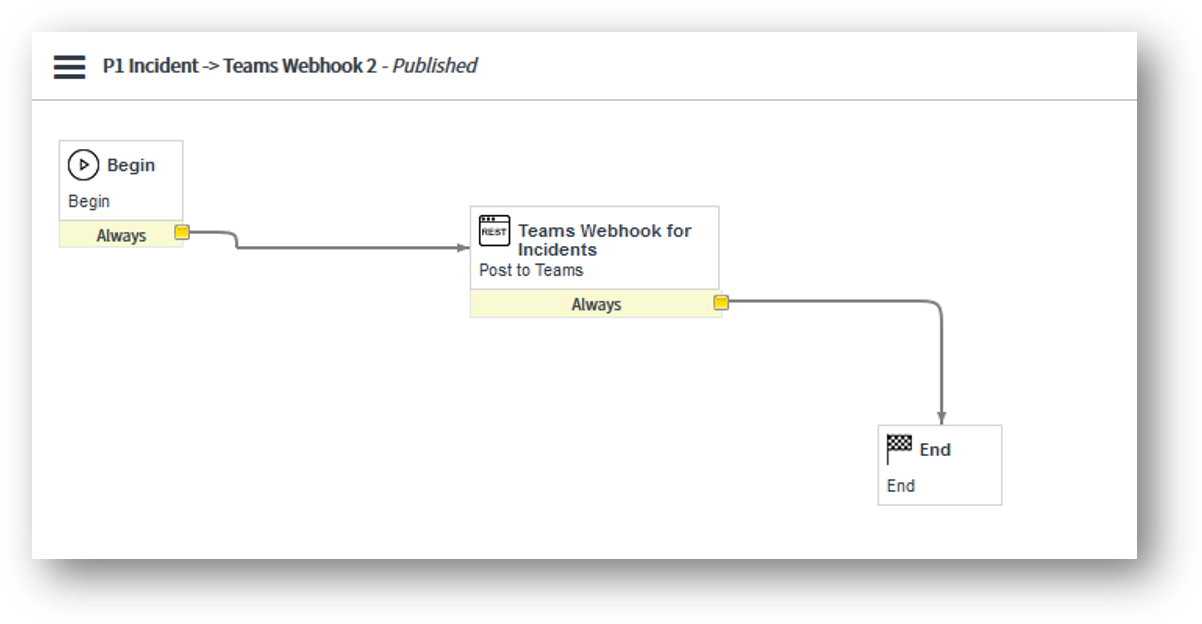 P1 Incident -> Teams Webhook 2 - Published
Begin
Begin
Always
REST
Teams Webhook for
Incidents
Post to Teams
Always
End
End